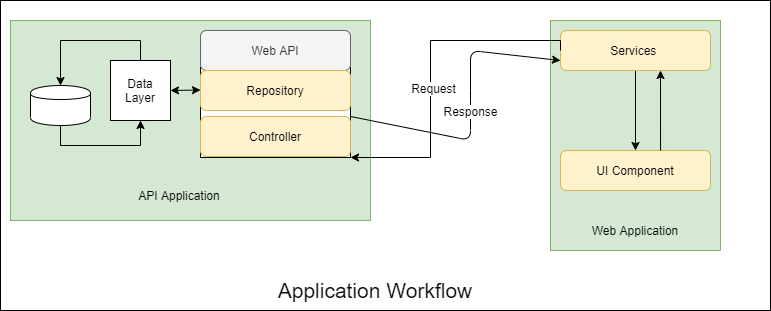 Web API
Services
Data
Layer
Repository
Request
Response
Controller
UI Component
API Application
Web Application
Application Workflow